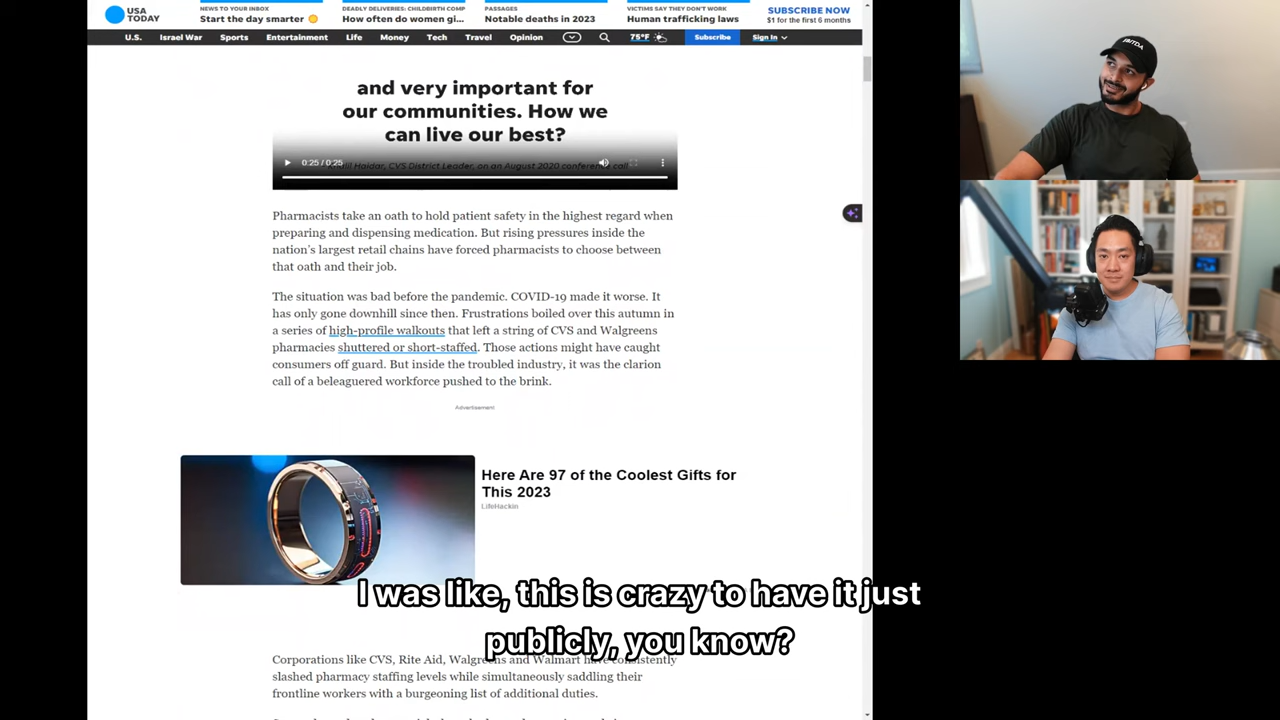 USA
TODAY
NEWS TO YOUR INBOX
Start the day smarter
DEADLY DELIVERIES: CHILDBIRTH COMP
How often do women gi...
PASSAGES
Notable deaths in 2023
VICTIMS SAY THEY DON'T WORK
Human trafficking laws
SUBSCRIBE NOW
$1 for the first 6 months
U.S. Israel War Sports Entertainment Life Money Tech Travel Opinion 75°F Subscribe Sign In
EBITDA
and very important for
our communities. How we
can live our best?
Haidar, CVS District Leader, on an August 2020 conference call
0:25 / 0:25
Pharmacists take an oath to hold patient safety in the highest regard when
preparing and dispensing medication. But rising pressures inside the
nation's largest retail chains have forced pharmacists to choose between
that oath and their job.
The situation was bad before the pandemic. COVID-19 made it worse. It
has only gone downhill since then. Frustrations boiled over this autumn in
a series of high-profile walkouts that left a string of CVS and Walgreens
pharmacies shuttered or short-staffed. Those actions might have caught
consumers off guard. But inside the troubled industry, it was the clarion
call of a beleaguered workforce pushed to the brink.
Advertisement
Here Are 97 of the Coolest Gifts for
This 2023
LifeHackin
I was like, this is crazy to have it just
publicly, you know?
Corporations like CVS, Rite Aid, Walgreens and Walmart have consistently
slashed pharmacy staffing levels while simultaneously saddling their
frontline workers with a burgeoning list of additional duties.